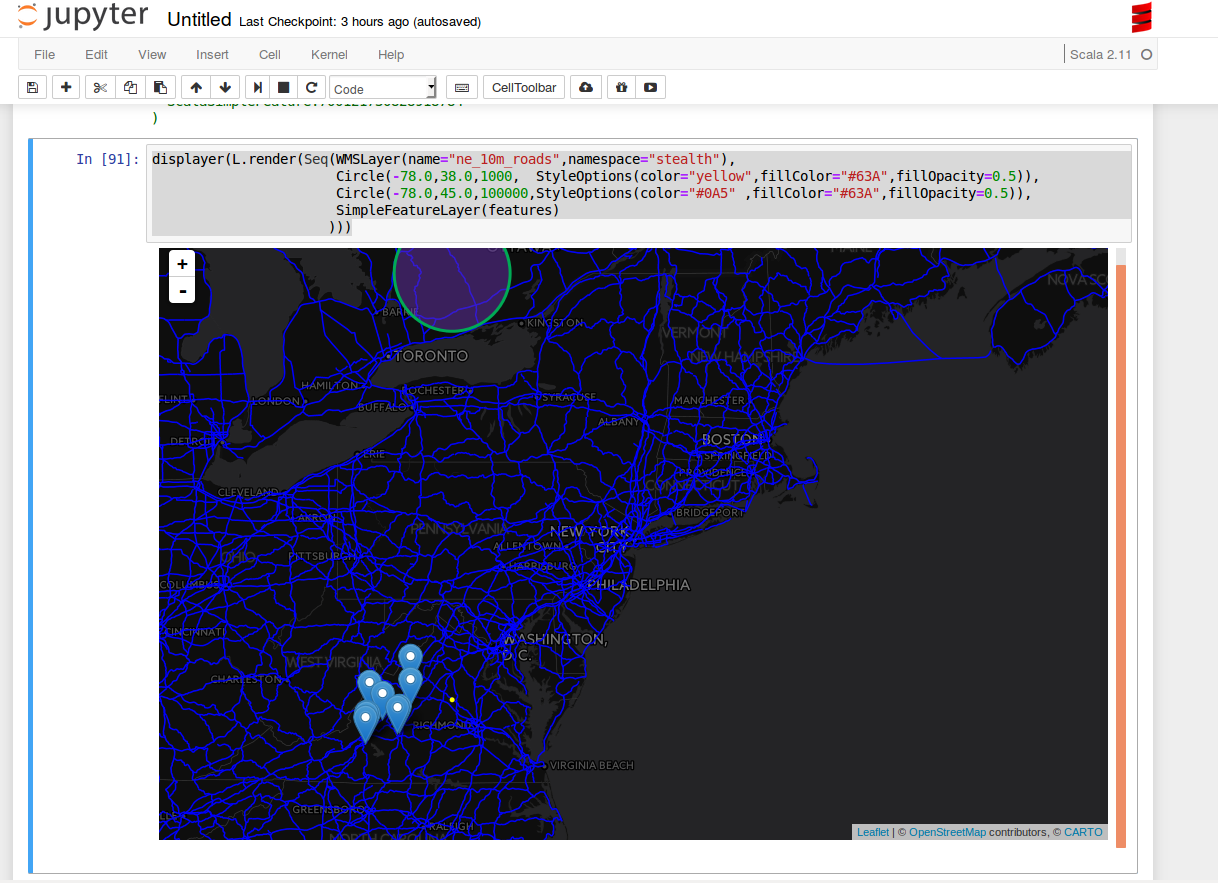 jupyter Untitled Last Checkpoint: 3 hours ago (autosaved)
File Edit View Insert Cell Kernel Help Scala 2.11
Code CellToolbar
)
In [91]: displayer(L.render(Seq(WMSLayer(name="ne_10m_roads",namespace="stealth"),
Circle(-78.0,38.0,1000, StyleOptions(color="yellow",fillColor="#63A",fillOpacity=0.5)),
Circle(-78.0,45.0,100000,StyleOptions(color="#0A5" ,fillColor="#63A",fillOpacity=0.5)),
SimpleFeatureLayer(features)
)))
+
-
OTTAWA
MAINE
NOVA SC
BARRIE
KINGSTON
VERMONT
TORONTO
NEW HAMPSHIRE
HAMILTON
ROCHESTER
FLINT
LONDON
SYRACUSE
MANCHESTER
BUFFALO
ALBANY
DETROIT
BOSTON
ERIE
SPRINGFIELD
PROVIDENCE
CONNECTICUT
CLEVELAND
BRIDGEPORT
AKRON
PENNSYLVANIA
NEW YORK
CITY
ALLENTOWN
OHIO
PITTSBURGH
HARRISBURG
COLUMBUS
PHILADELPHIA
CINCINNATI
WASHINGTON,
D.C.
WEST VIRGINIA
CHARLESTON
RICHMOND
VIRGINIA BEACH
GREENSBORO
RALEIGH
NORTH CAROLINA
Leaflet | © OpenStreetMap contributors, © CARTO